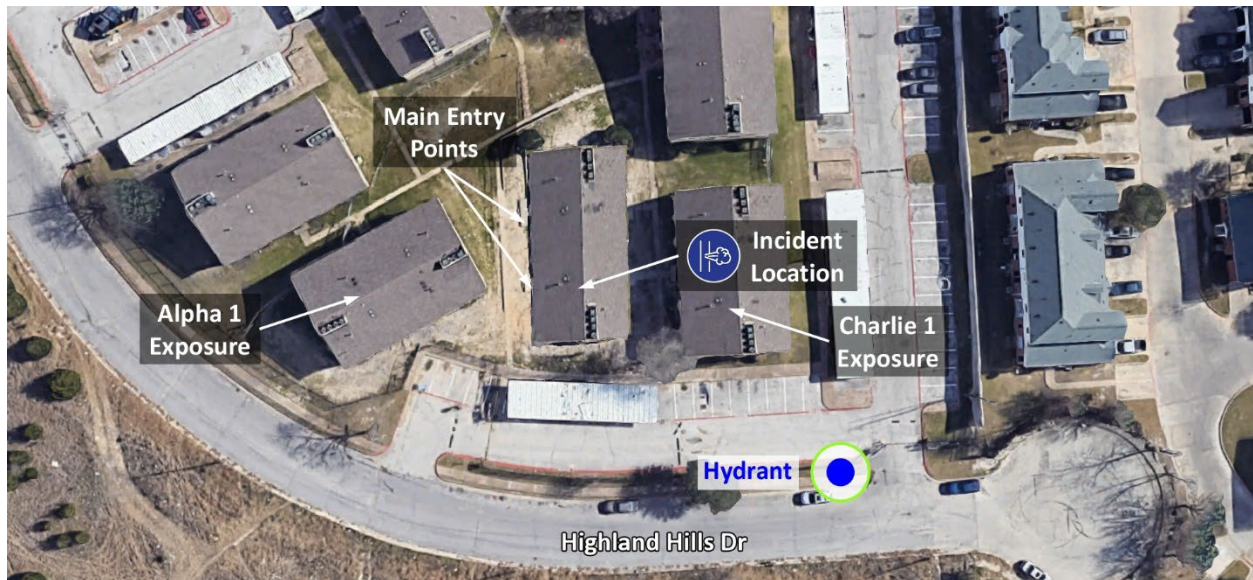 Main Entry
Points
Incident
Location
Alpha 1
Exposure
Charlie 1
Exposure
Hydrant
Highland Hills Dr